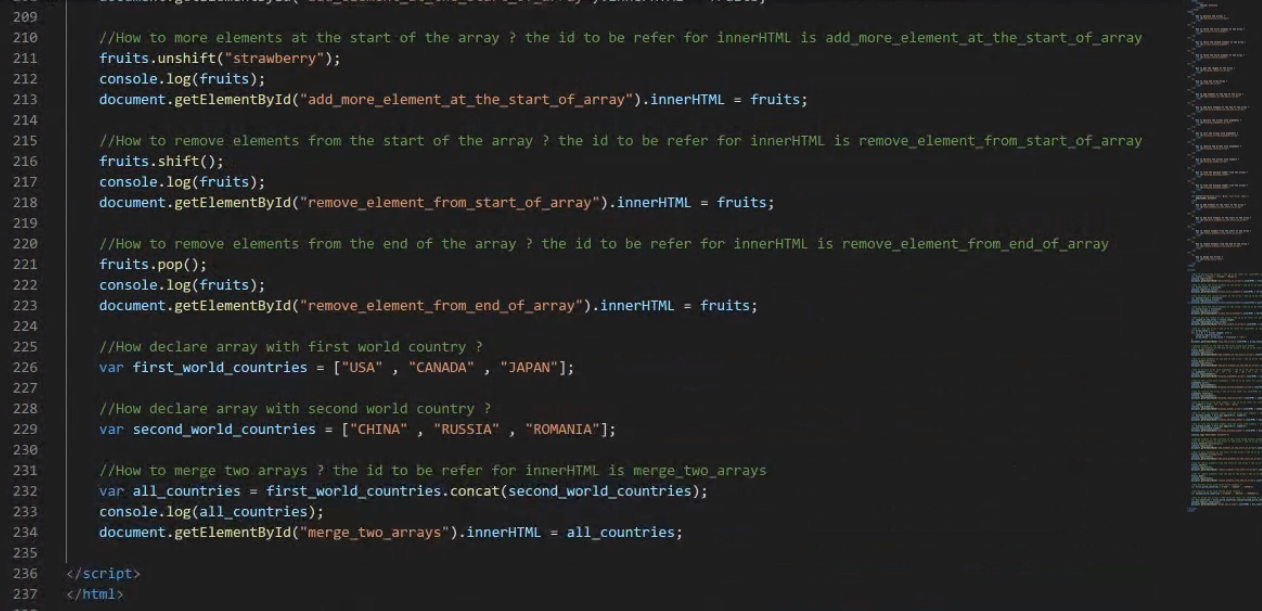 209
210 //How to more elements at the start of the array ? the id to be refer for innerHTML is add_more_element_at_the_start_of_array
211 fruits.unshift("strawberry");
212 console.log(fruits);
213 document.getElementById("add_more_element_at_the_start_of_array").innerHTML = fruits;
214
215 //How to remove elements from the start of the array ? the id to be refer for innerHTML is remove_element_from_start_of_array
216 fruits.shift();
217 console.log(fruits);
218 document.getElementById("remove_element_from_start_of_array").innerHTML = fruits;
219
220 //How to remove elements from the end of the array ? the id to be refer for innerHTML is remove_element_from_end_of_array
221 fruits.pop();
222 console.log(fruits);
223 document.getElementById("remove_element_from_end_of_array").innerHTML = fruits;
224
225 //How declare array with first world country ?
226 var first_world_countries = ["USA" , "CANADA" , "JAPAN"];
227
228 //How declare array with second world country ?
229 var second_world_countries = ["CHINA" , "RUSSIA" , "ROMANIA"];
230
231 //How to merge two arrays ? the id to be refer for innerHTML is merge_two_arrays
232 var all_countries = first_world_countries.concat(second_world_countries);
233 console.log(all_countries);
234 document.getElementById("merge_two_arrays").innerHTML = all_countries;
235
236 </script>
237 </html>